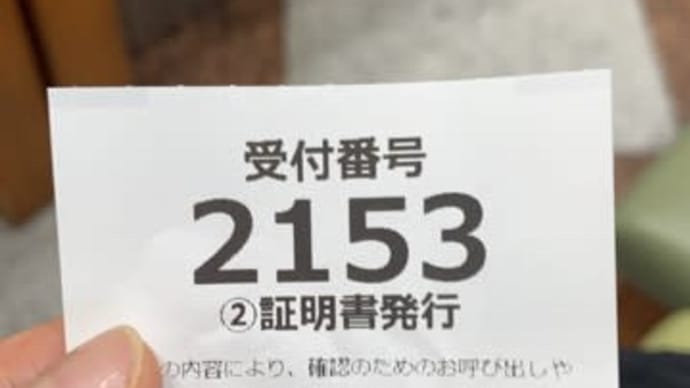 受付番号
2153
②証明書発行
の内容により、確認のためのお呼び出しや